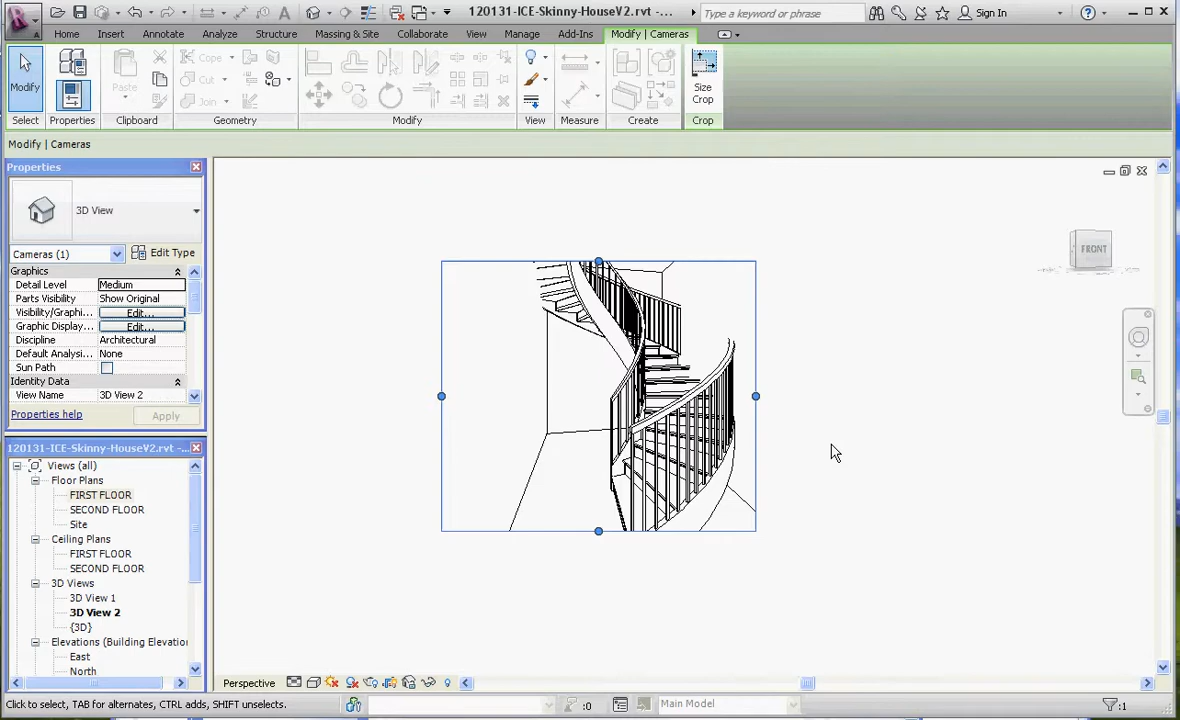 120131-ICE-Skinny-HouseV2.rvt -...
Type a keyword or phrase
Sign In
Home
Insert
Annotate
Analyze
Structure
Massing & Site
Collaborate
View
Manage
Add-Ins
Modify | Cameras
Modify
Paste
Cope
Cut
Join
Size
Crop
Select
Properties
Clipboard
Geometry
Modify
View
Measure
Create
Crop
Modify | Cameras
Properties
3D View
Cameras (1)
Edit Type
Graphics
Detail Level
Medium
Parts Visibility
Show Original
Visibility/Graphi...
Edit...
Graphic Display...
Edit...
Discipline
Architectural
Default Analysi...
None
Sun Path
Identity Data
View Name
3D View 2
Properties help
Apply
120131-ICE-Skinny-HouseV2.rvt -...
Views (all)
Floor Plans
FIRST FLOOR
SECOND FLOOR
Site
Ceiling Plans
FIRST FLOOR
SECOND FLOOR
3D Views
3D View 1
3D View 2
{3D}
Elevations (Building Elevation
East
North
South
FRONT
Perspective
Click to select, TAB for alternates, CTRL adds, SHIFT unselects.
:0
Main Model
:1